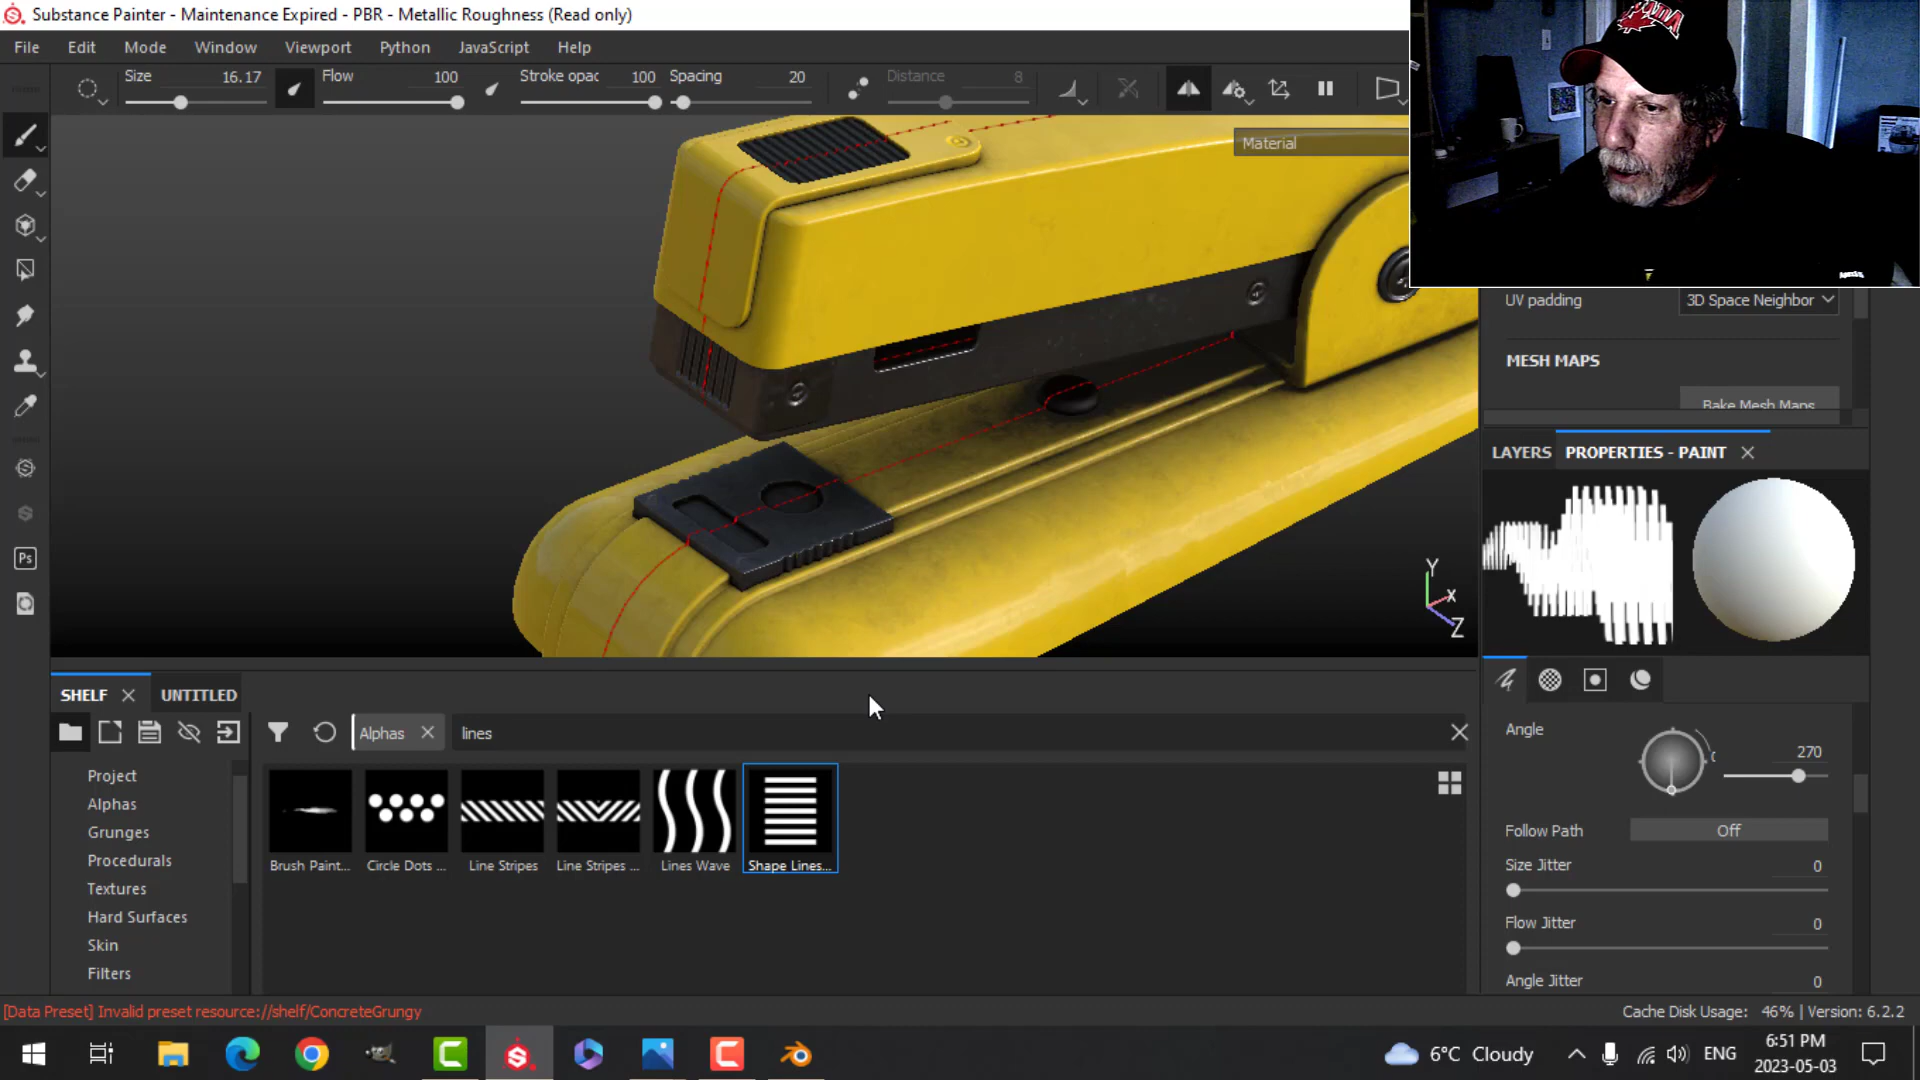 Substance Painter - Maintenance Expired - PBR - Metallic Roughness (Read only)
File Edit Mode Window Viewport Python JavaScript Help
Size 16.17 Flow 100 Stroke opac 100 Spacing 20 Distance 8
Material
UV padding 3D Space Neighbor
MESH MAPS
Bake Mesh Maps
LAYERS PROPERTIES - PAINT
Y
X
Z
Ps
SHELF UNTITLED
Alphas lines
Project
Alphas
Grunges
Procedurals
Textures
Hard Surfaces
Skin
Filters
Brush Paint... Circle Dots ... Line Stripes Line Stripes ... Lines Wave Shape Lines...
Angle 270
Follow Path Off
Size Jitter 0
Flow Jitter 0
Angle Jitter 0
[Data Preset] Invalid preset resource://shelf/ConcreteGrungy
Cache Disk Usage: 46% | Version: 6.2.2
6°C Cloudy ENG 6:51 PM
2023-05-03